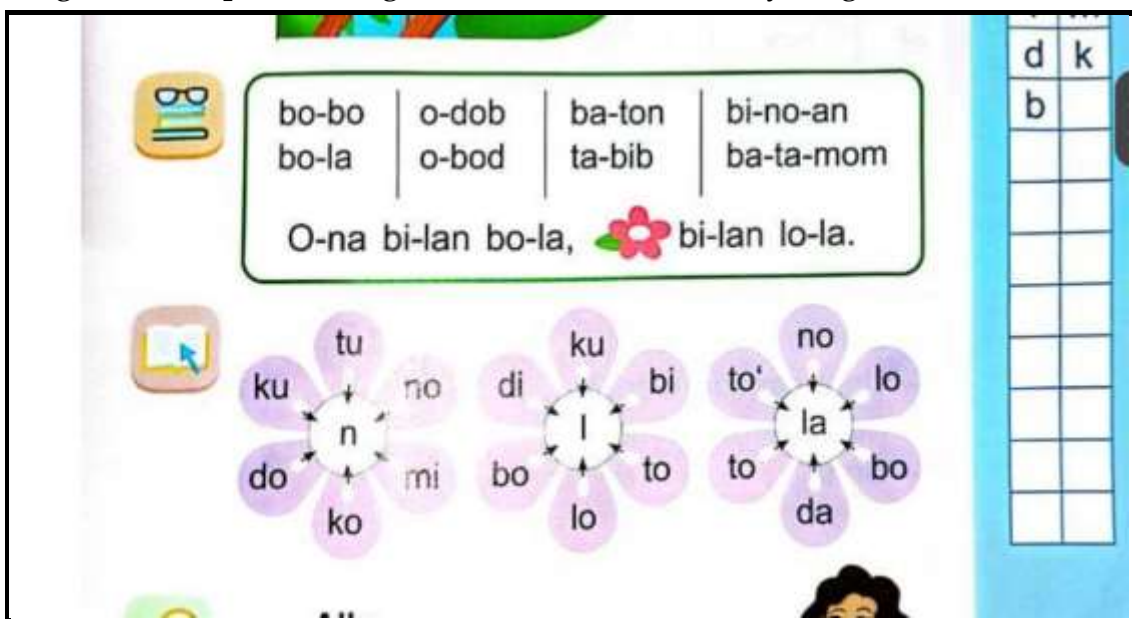 d k
b
bo-bo o-dob ba-ton bi-no-an
bo-la o-bod ta-bib ba-ta-mom
O-na bi-lan bo-la, bi-lan lo-la.
tu
ku no
n
do mi
ko
ku
di bi
l
bo to
lo
no
to‘ lo
la
to bo
da